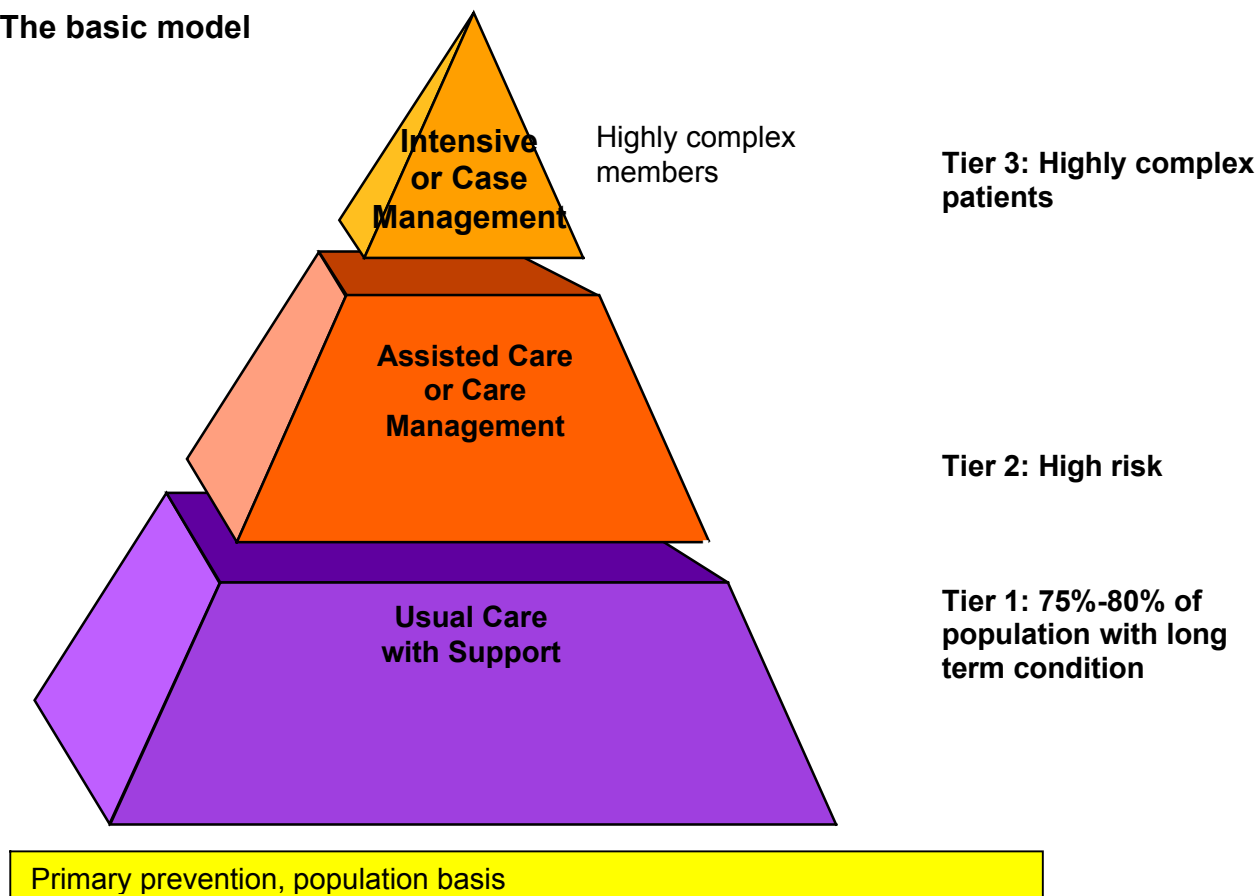 The basic model
Intensive
or Case
Management
Highly complex
members
Tier 3: Highly complex
patients
Assisted Care
or Care
Management
Tier 2: High risk
Usual Care
with Support
Tier 1: 75%-80% of
population with long
term condition
Primary prevention, population basis